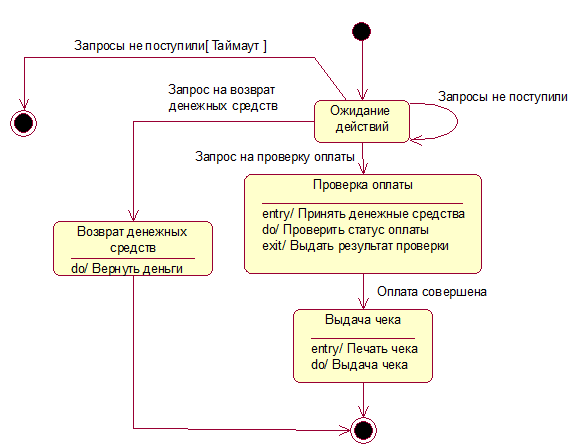 Запросы не поступили[ Таймаут ]
Запрос на возврат
денежных средств
Запросы не поступили
Ожидание
действий
Запрос на проверку оплаты
Проверка оплаты
entry/ Принять денежные средства
do/ Проверить статус оплаты
exit/ Выдать результат проверки
Возврат денежных
средств
do/ Вернуть деньги
Оплата совершена
Выдача чека
entry/ Печать чека
do/ Выдача чека